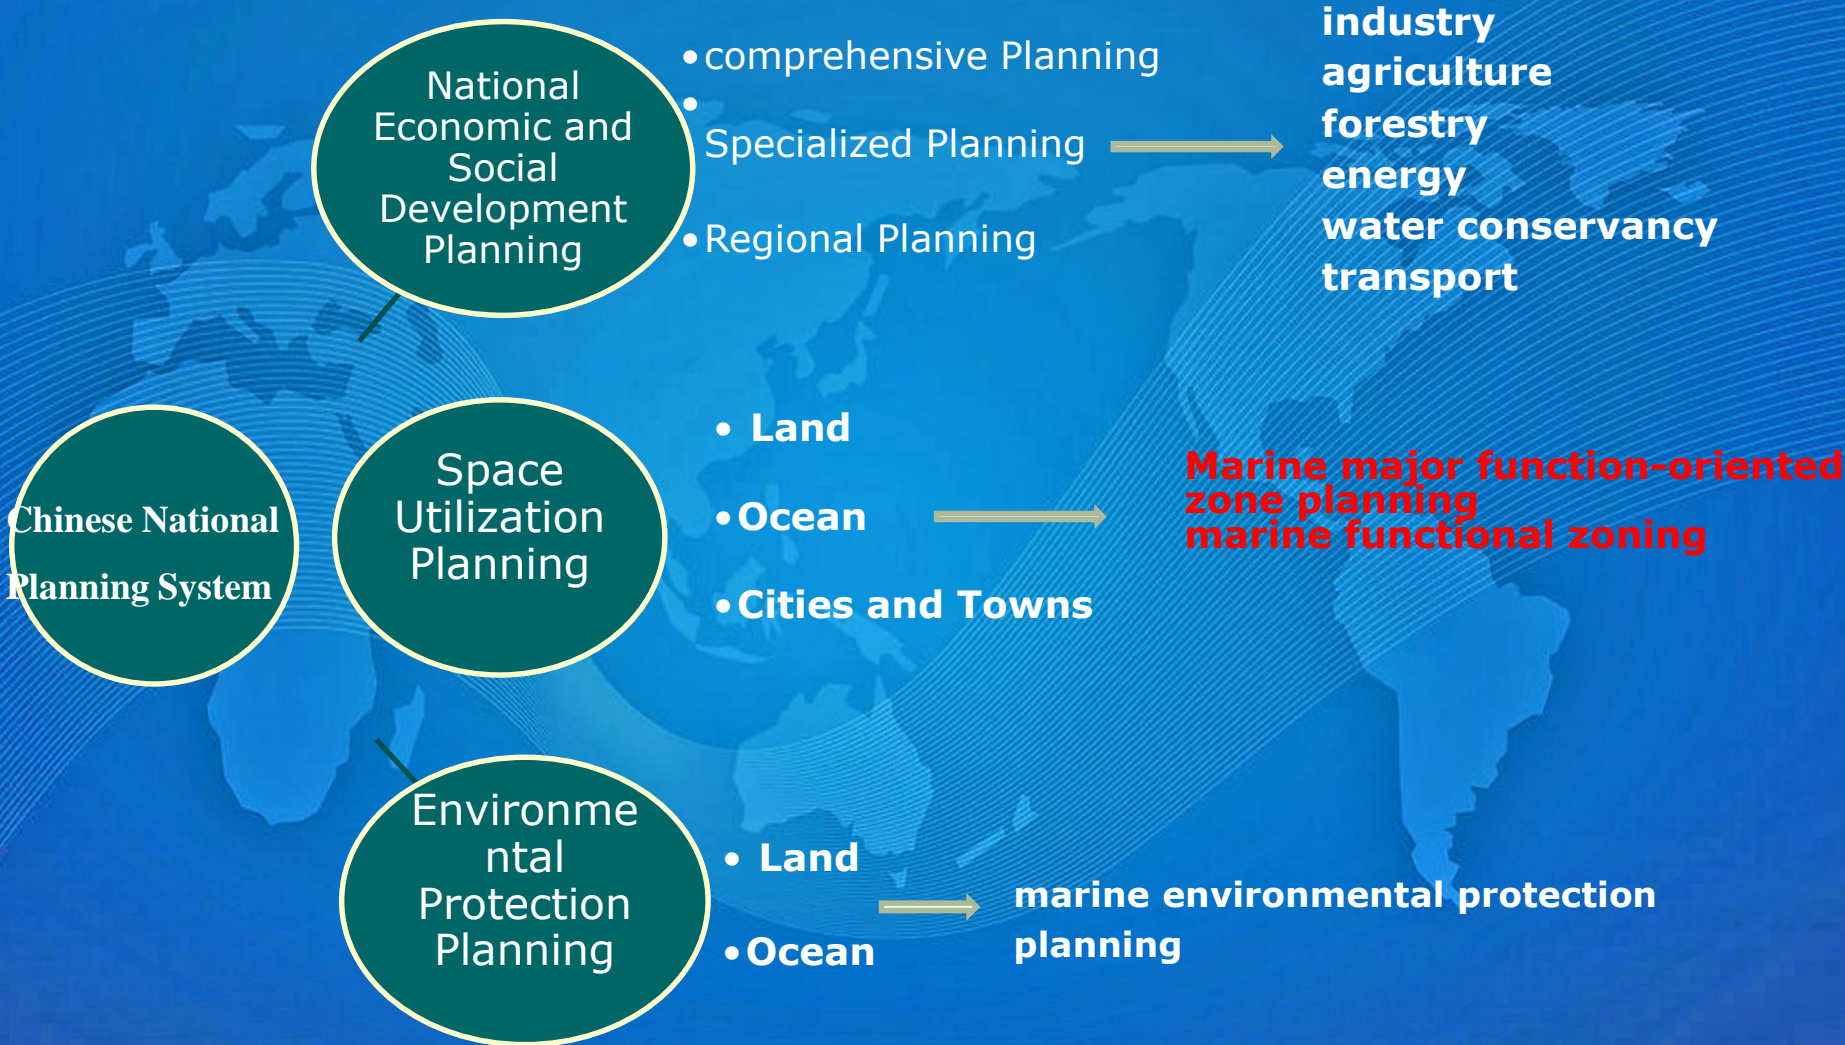 National
Economic and
Social
Development
Planning
•comprehensive Planning
•
Specialized Planning
•Regional Planning
industry
agriculture
forestry
energy
water conservancy
transport
Chinese National
Planning System
Space
Utilization
Planning
• Land
•Ocean
•Cities and Towns
Marine major function-oriented
zone planning
marine functional zoning
Environme
ntal
Protection
Planning
• Land
•Ocean
marine environmental protection
planning